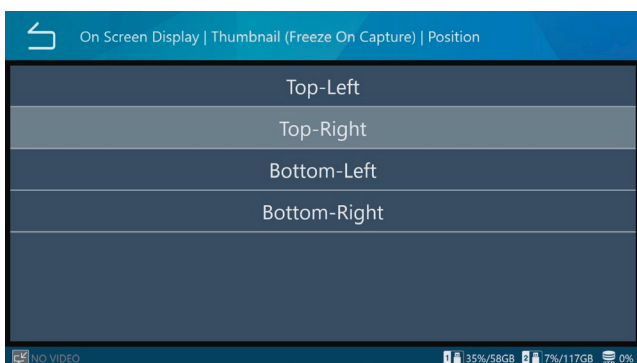 On Screen Display | Thumbnail (Freeze On Capture) | Position
Top-Left
Top-Right
Bottom-Left
Bottom-Right
NO VIDEO 1 35%/58GB 2 7%/117GB 0%